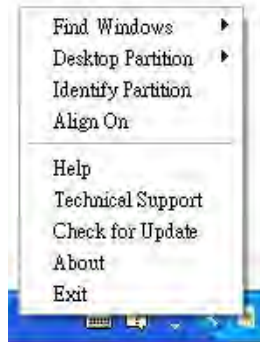 Find Windows
Desktop Partition
Identify Partition
Align On
Help
Technical Support
Check for Update
About
Exit